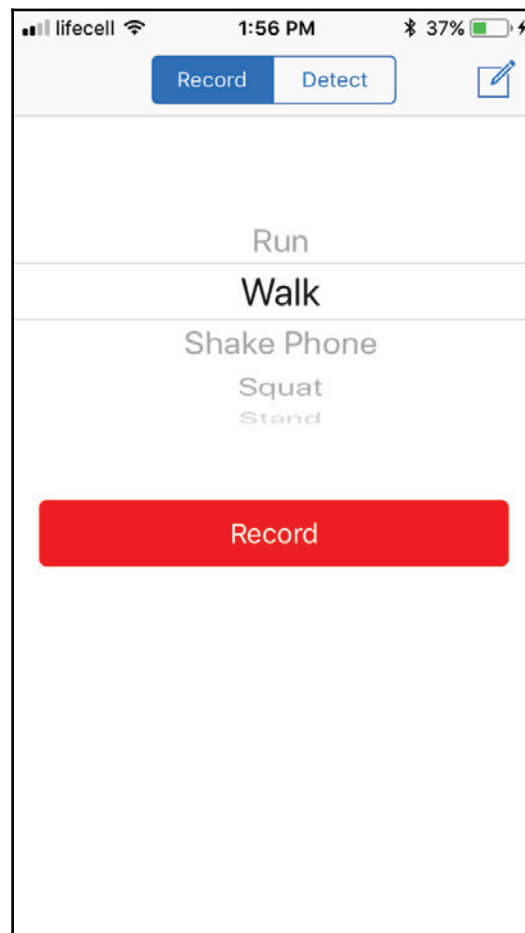 lifecell 1:56 PM 37%
Record Detect
Run
Walk
Shake Phone
Squat
Stand
Record